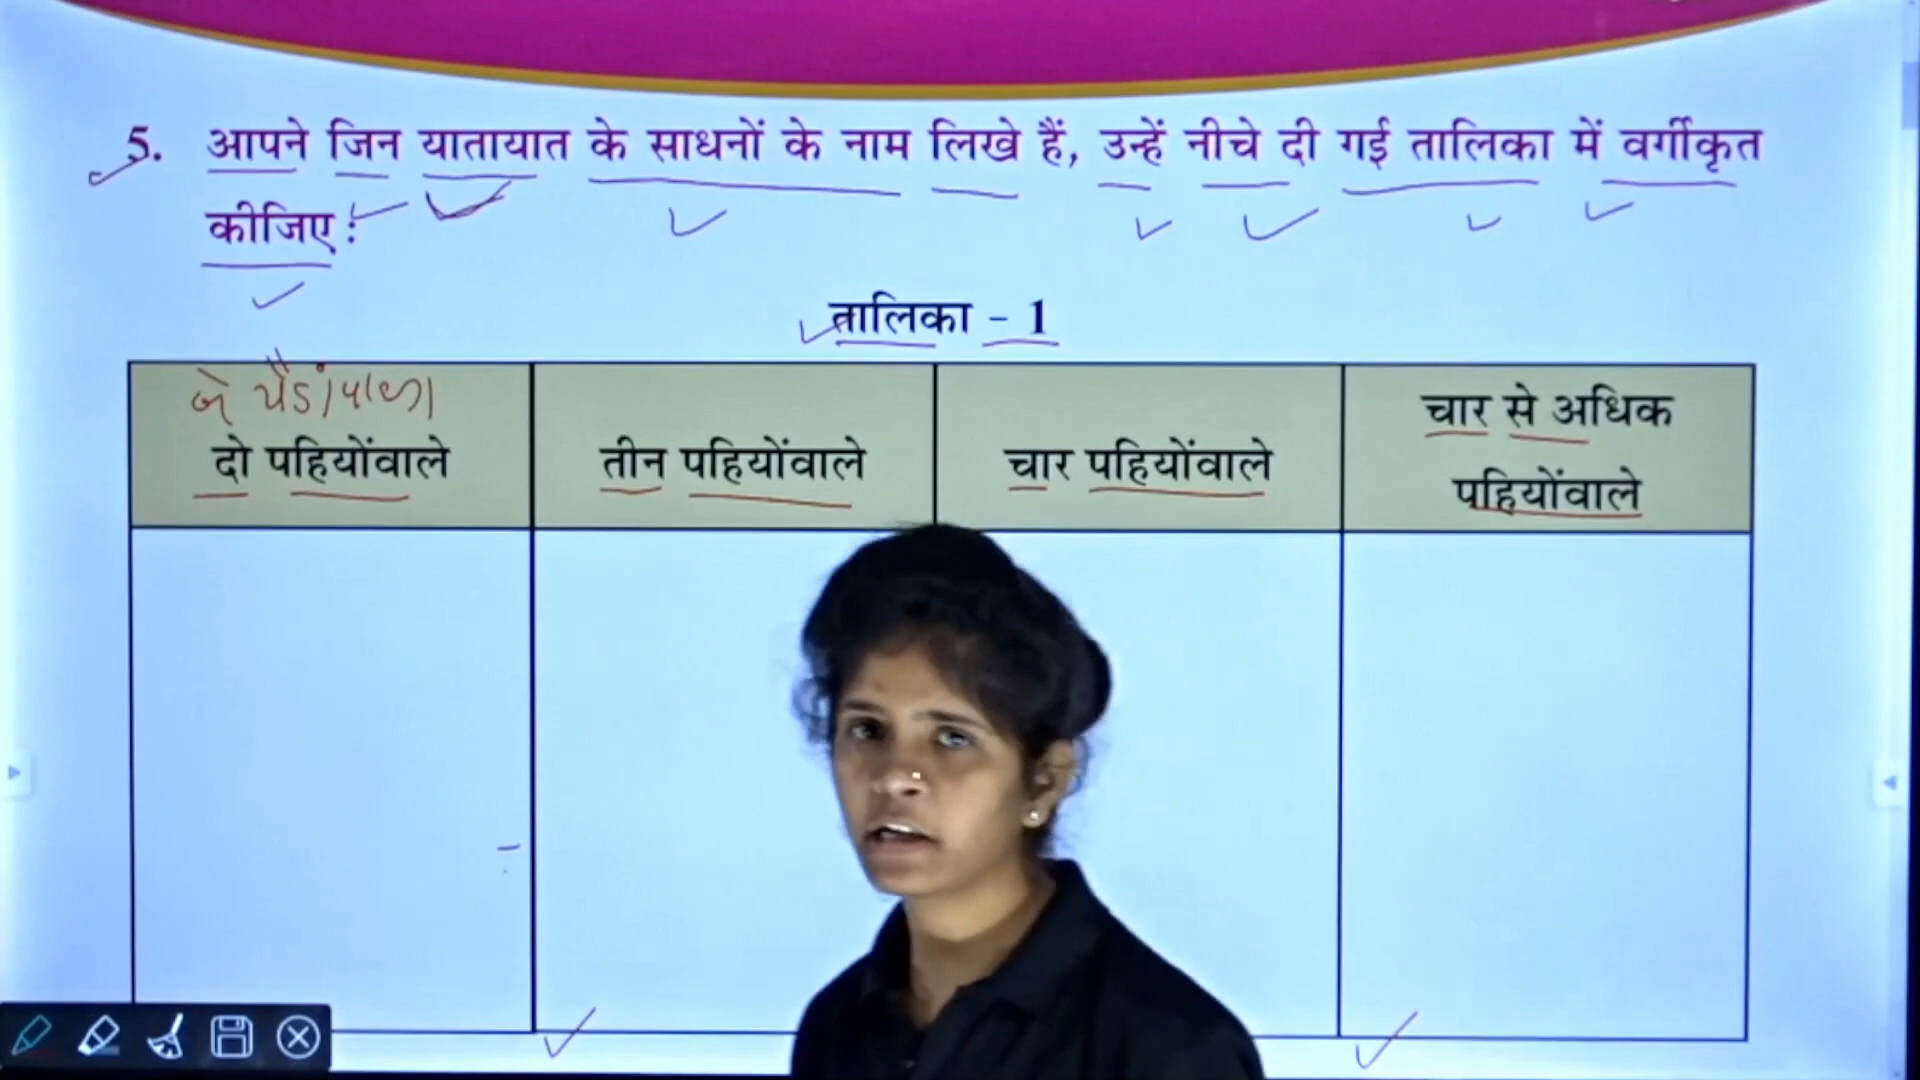 5. आपने जिन यातायात के साधनों के नाम लिखे हैं, उन्हें नीचे दी गई तालिका में वर्गीकृत
कीजिए :
तालिका - 1
બે પૈડાંવાળા
दो पहियोंवाले
तीन पहियोंवाले
चार पहियोंवाले
चार से अधिक
पहियोंवाले